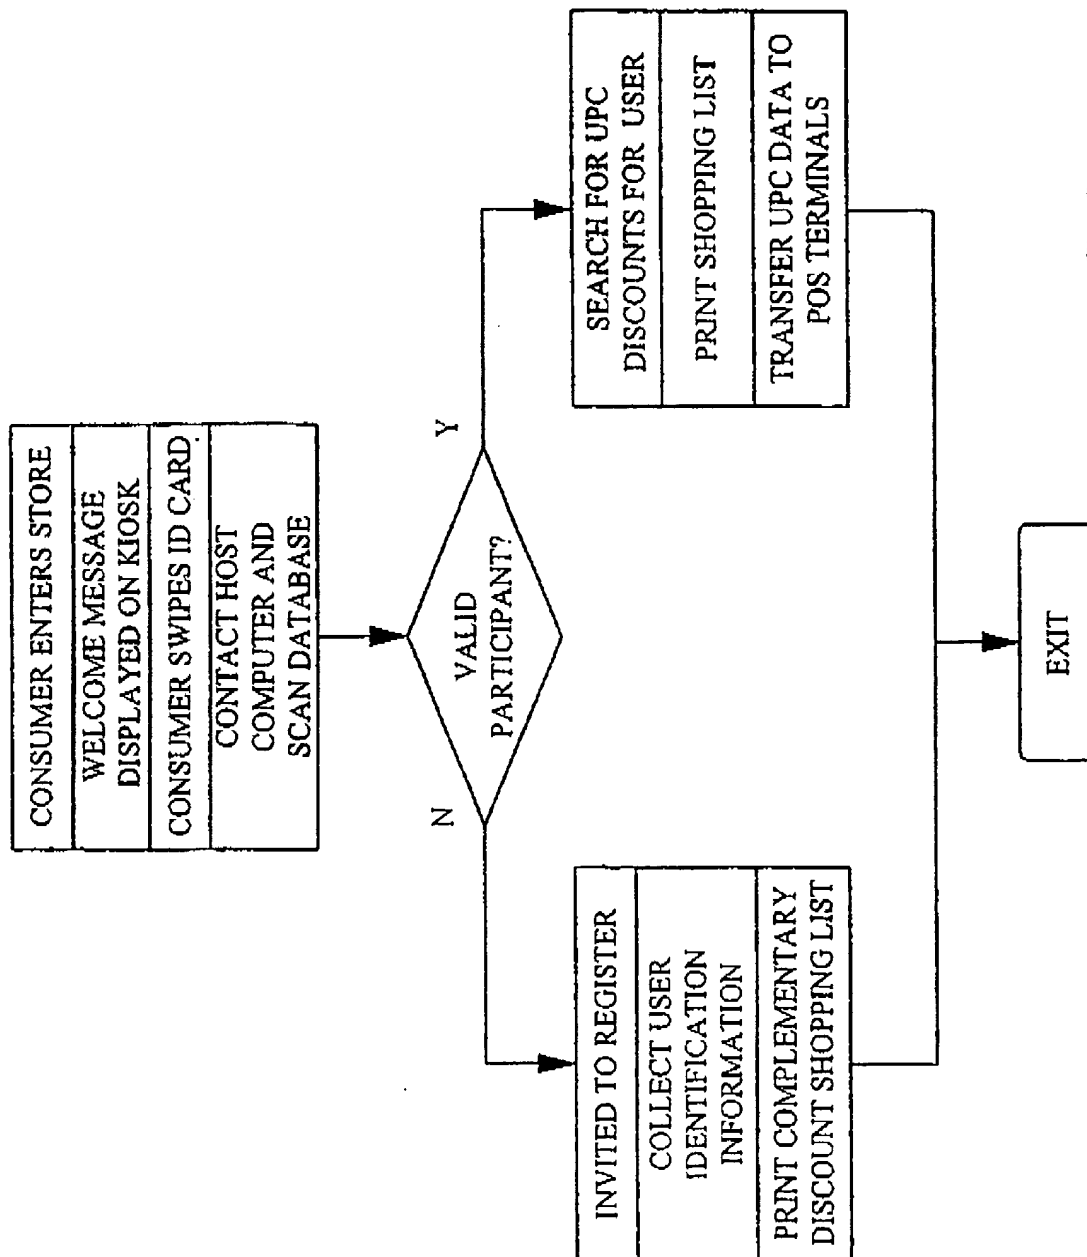 CONSUMER ENTERS STORE
WELCOME MESSAGE
DISPLAYED ON KIOSK
CONSUMER SWIPES ID CARD
CONTACT HOST
COMPUTER AND
SCAN DATABASE
VALID
PARTICIPANT?
N
Y
INVITED TO REGISTER
COLLECT USER
IDENTIFICATION
INFORMATION
PRINT COMPLEMENTARY
DISCOUNT SHOPPING LIST
SEARCH FOR UPC
DISCOUNTS FOR USER
PRINT SHOPPING LIST
TRANSFER UPC DATA TO
POS TERMINALS
EXIT